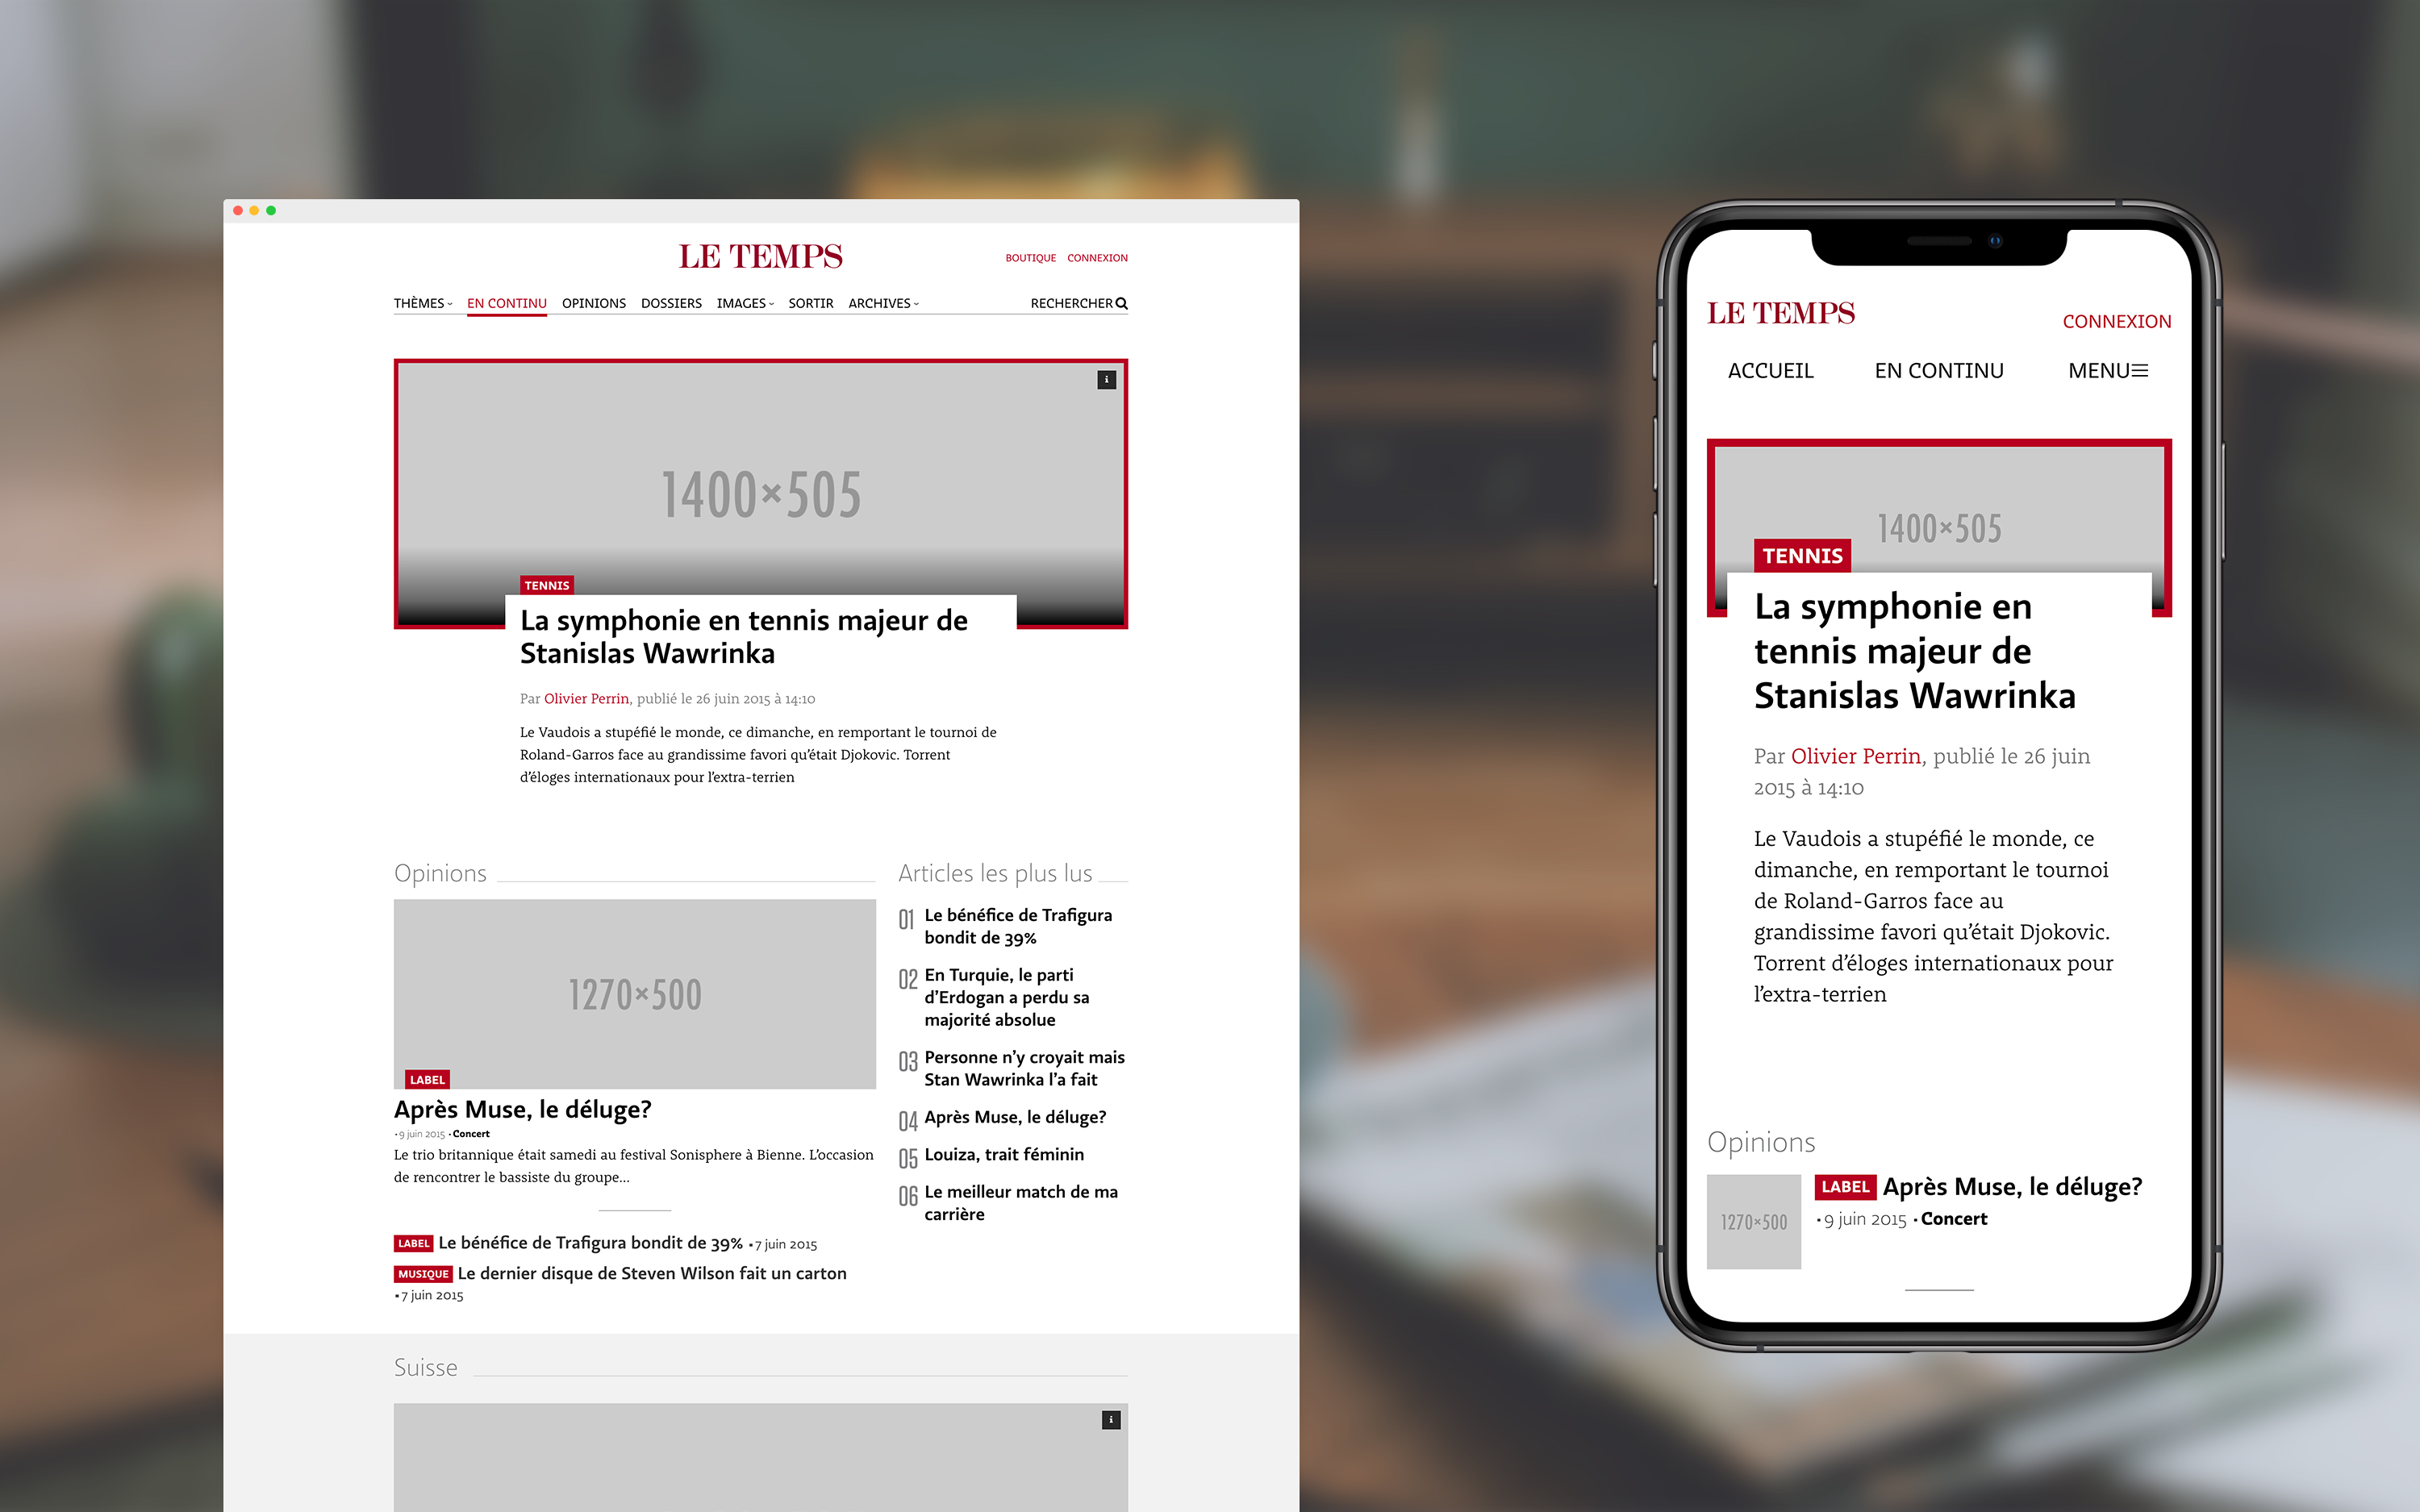 LE TEMPS
BOUTIQUE CONNEXION
THÈMES EN CONTINU OPINIONS DOSSIERS IMAGES SORTIR ARCHIVES RECHERCHER
1400×505
TENNIS
La symphonie en tennis majeur de
Stanislas Wawrinka
Par Olivier Perrin, publié le 26 juin 2015 à 14:10
Le Vaudois a stupéfié le monde, ce dimanche, en remportant le tournoi de
Roland-Garros face au grandissime favori qu’était Djokovic. Torrent
d’éloges internationaux pour l’extra-terrien
Opinions
1270×500
LABEL
Après Muse, le déluge?
• 9 juin 2015 • Concert
Le trio britannique était samedi au festival Sonisphere à Bienne. L’occasion
de rencontrer le bassiste du groupe...
LABEL Le bénéfice de Trafigura bondit de 39% • 7 juin 2015
MUSIQUE Le dernier disque de Steven Wilson fait un carton
• 7 juin 2015
Articles les plus lus
01 Le bénéfice de Trafigura
bondit de 39%
02 En Turquie, le parti
d’Erdogan a perdu sa
majorité absolue
03 Personne n’y croyait mais
Stan Wawrinka l’a fait
04 Après Muse, le déluge?
05 Louiza, trait féminin
06 Le meilleur match de ma
carrière
Suisse
LE TEMPS
CONNEXION
ACCUEIL EN CONTINU MENU
1400×505
TENNIS
La symphonie en
tennis majeur de
Stanislas Wawrinka
Par Olivier Perrin, publié le 26 juin
2015 à 14:10
Le Vaudois a stupéfié le monde, ce
dimanche, en remportant le tournoi
de Roland-Garros face au
grandissime favori qu’était Djokovic.
Torrent d’éloges internationaux pour
l’extra-terrien
Opinions
1270×500
LABEL Après Muse, le déluge?
• 9 juin 2015 • Concert